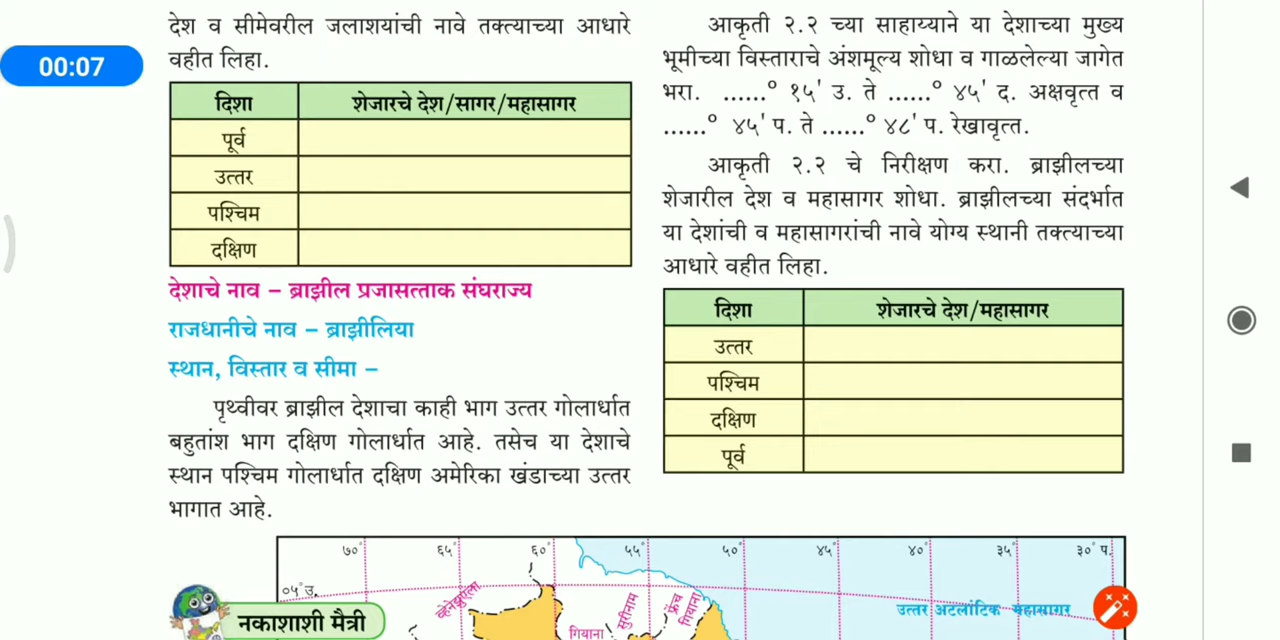 00:07
देश व सीमेवरील जलाशयांची नावे तक्त्याच्या आधारे
वहीत लिहा.
दिशा शेजारचे देश/सागर/महासागर
पूर्व
उत्तर
पश्चिम
दक्षिण
देशाचे नाव – ब्राझील प्रजासत्ताक संघराज्य
राजधानीचे नाव – ब्राझीलिया
स्थान, विस्तार व सीमा –
पृथ्वीवर ब्राझील देशाचा काही भाग उत्तर गोलार्धात
बहुतांश भाग दक्षिण गोलार्धात आहे. तसेच या देशाचे
स्थान पश्चिम गोलार्धात दक्षिण अमेरिका खंडाच्या उत्तर
भागात आहे.
आकृती २.२ च्या साहाय्याने या देशाच्या मुख्य
भूमीच्या विस्ताराचे अंशमूल्य शोधा व गाळलेल्या जागेत
भरा. ......° १५' उ. ते ......° ४५' द. अक्षवृत्त व
......° ४५' प. ते ......° ४८' प. रेखावृत्त.
आकृती २.२ चे निरीक्षण करा. ब्राझीलच्या
शेजारील देश व महासागर शोधा. ब्राझीलच्या संदर्भात
या देशांची व महासागरांची नावे योग्य स्थानी तक्त्याच्या
आधारे वहीत लिहा.
दिशा शेजारचे देश/महासागर
उत्तर
पश्चिम
दक्षिण
पूर्व
७०° ६५° ६०° ५५° ५०° ४५° ४०° ३५° ३०° प.
०५° उ.
व्हेनेझुएला
गियाना
सुरीनाम
फ्रेंच गियाना
उत्तर अटलांटिक महासागर
नकाशाशी मैत्री